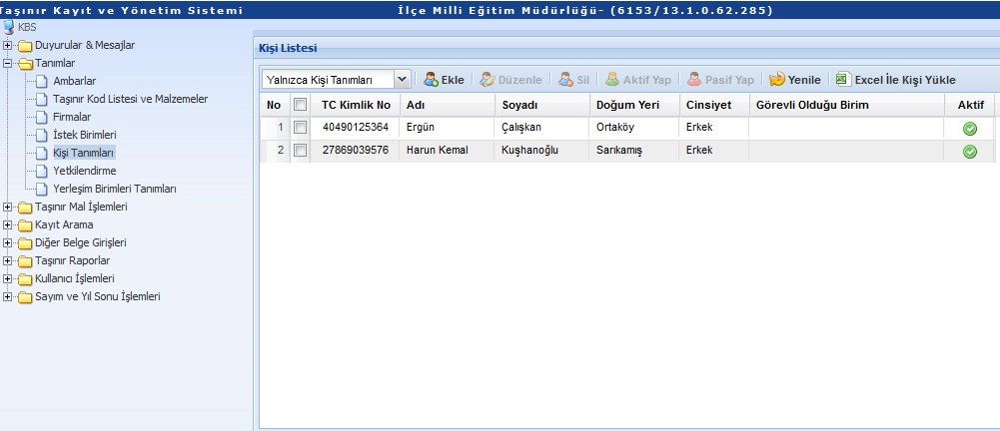 Taşınır Kayıt ve Yönetim Sistemi İlçe Milli Eğitim Müdürlüğü- (6153/13.1.0.62.285)
KBS
Duyurular & Mesajlar
Tanımlar
Ambarlar
Taşınır Kod Listesi ve Malzemeler
Firmalar
İstek Birimleri
Kişi Tanımları
Yetkilendirme
Yerleşim Birimleri Tanımları
Taşınır Mal İşlemleri
Kayıt Arama
Diğer Belge Girişleri
Taşınır Raporlar
Kullanıcı İşlemleri
Sayım ve Yıl Sonu İşlemleri
Kişi Listesi
Yalnızca Kişi Tanımları Ekle Düzenle Sil Aktif Yap Pasif Yap Yenile Excel İle Kişi Yükle
No TC Kimlik No Adı Soyadı Doğum Yeri Cinsiyet Görevli Olduğu Birim Aktif
1 40490125364 Ergün Çalışkan Ortaköy Erkek
2 27869039576 Harun Kemal Kuşhanoğlu Sarıkamış Erkek